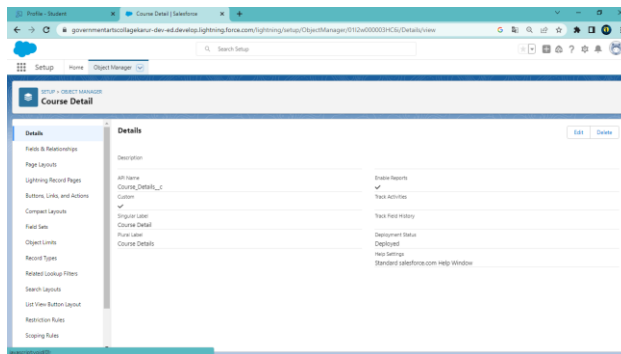 Profile - Student
Course Detail | Salesforce
governmentartscollagekarur-dev-ed.develop.lightning.force.com/lightning/setup/ObjectManager/01I2w000003HC6i/Details/view
Search Setup
Setup Home Object Manager
SETUP > OBJECT MANAGER
Course Detail
Details
Fields & Relationships
Page Layouts
Lightning Record Pages
Buttons, Links, and Actions
Compact Layouts
Field Sets
Object Limits
Record Types
Related Lookup Filters
Search Layouts
List View Button Layout
Restriction Rules
Scoping Rules
Details
Edit Delete
Description
API Name
Course_Details__c
Custom
Singular Label
Course Detail
Plural Label
Course Details
Enable Reports
Track Activities
Track Field History
Deployment Status
Deployed
Help Settings
Standard salesforce.com Help Window